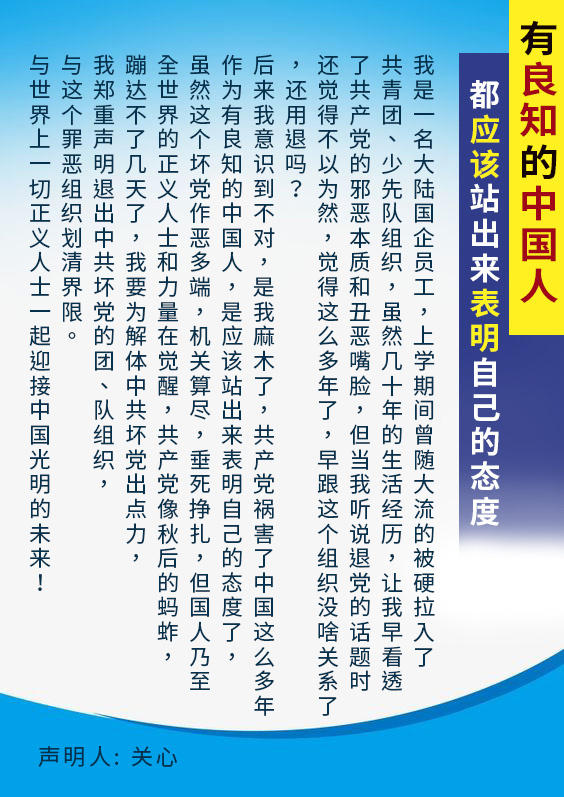 有良知的中国人
都应该站出来表明自己的态度
我是一名大陆国企员工，上学期间曾随大流的被硬拉入了
共青团、少先队组织，虽然几十年的生活经历，让我早看透
了共产党的邪恶本质和丑恶嘴脸，但当我听说退党的话题时
还觉得不以为然，觉得这么多年了，早跟这个组织没啥关系了
，还用退吗？
后来我意识到不对，是我麻木了，共产党祸害了中国这么多年
作为有良知的中国人，是应该站出来表明自己的态度了，
虽然这个坏党作恶多端，机关算尽，垂死挣扎，但国人乃至
全世界的正义人士和力量在觉醒，共产党像秋后的蚂蚱，
蹦达不了几天了，我要为解体中共坏党出点力，
我郑重声明退出中共坏党的团、队组织，
与这个罪恶组织划清界限。
与世界上一切正义人士一起迎接中国光明的未来！
声明人: 关心